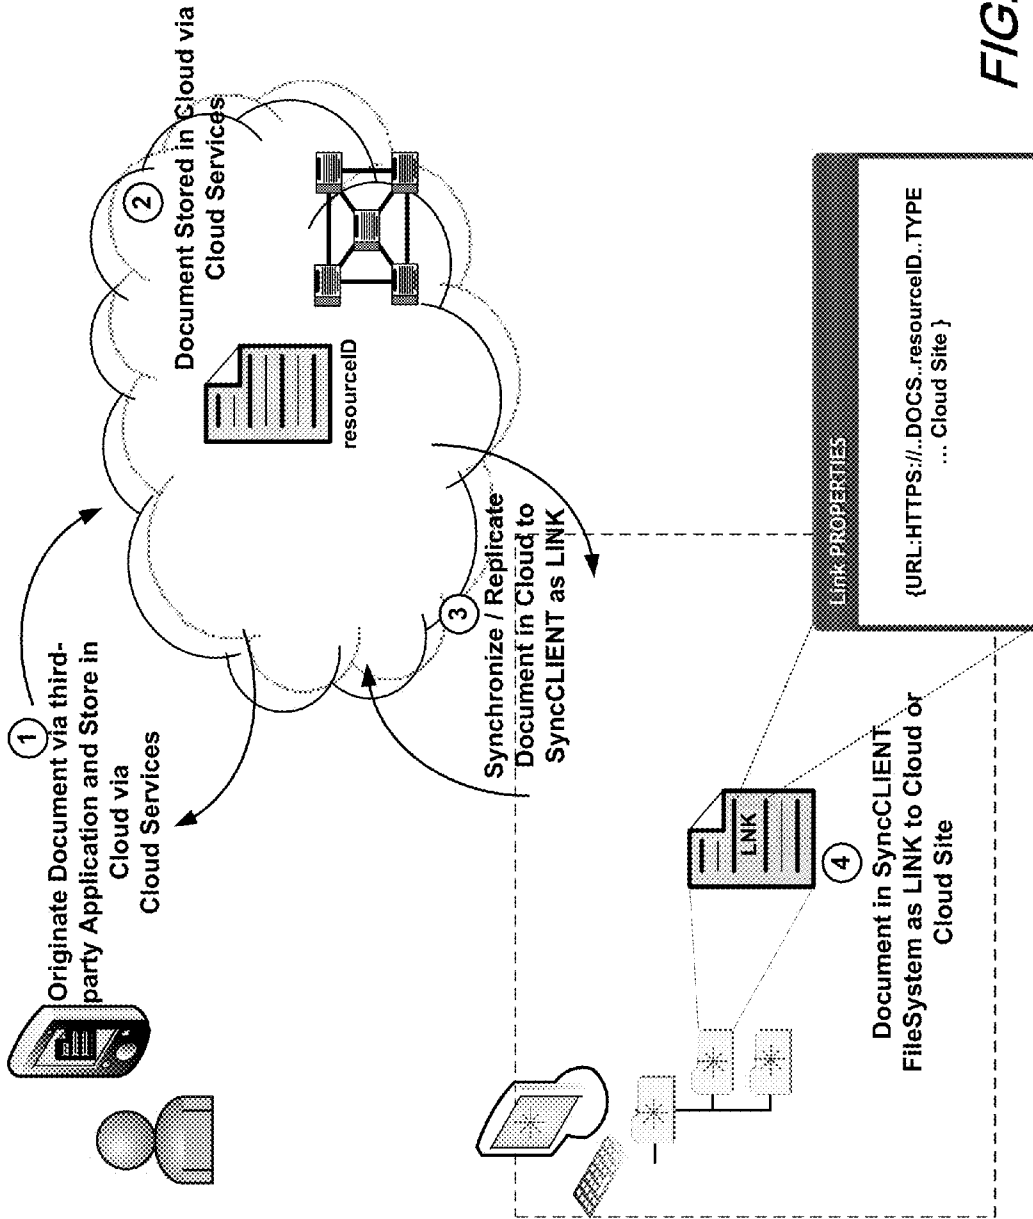 1
Originate Document via third-
party Application and Store in
Cloud via
Cloud Services
2
Document Stored in Cloud via
Cloud Services
resourceID
3
Synchronize / Replicate
Document in Cloud to
SyncCLIENT as LINK
LNK
4
Document in SyncCLIENT
FileSystem as LINK to Cloud or
Cloud Site
Link PROPERTIES
{URL:HTTPS://..DOCS..resourceID..TYPE
... Cloud Site }
FIG.